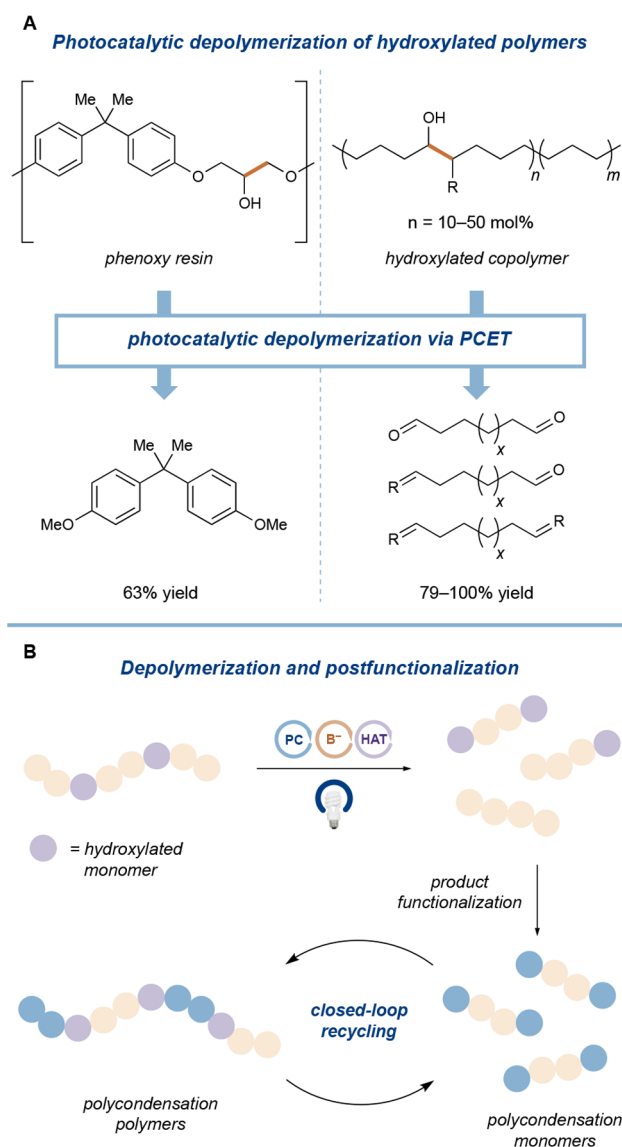 A
Photocatalytic depolymerization of hydroxylated polymers
Me Me
O
OH
O
phenoxy resin
OH
R
n
m
n = 10–50 mol%
hydroxylated copolymer
photocatalytic depolymerization via PCET
Me Me
MeO
OMe
63% yield
O
x
O
R
x
O
R
x
R
79–100% yield
B
Depolymerization and postfunctionalization
PC B– HAT
= hydroxylated
monomer
product
functionalization
closed-loop
recycling
polycondensation
polymers
polycondensation
monomers